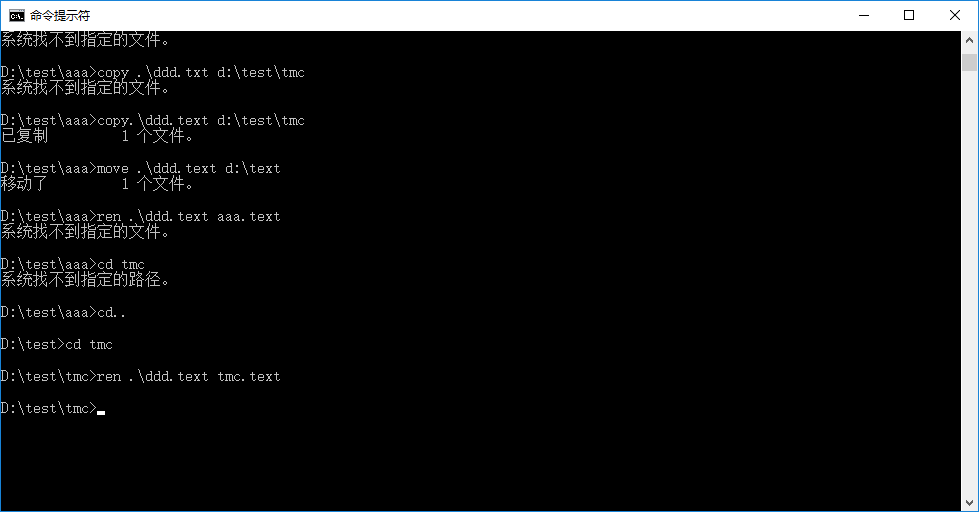 命令提示符
系统找不到指定的文件。
D:\test\aaa>copy .\ddd.txt d:\test\tmc
系统找不到指定的文件。
D:\test\aaa>copy.\ddd.text d:\test\tmc
已复制         1 个文件。
D:\test\aaa>move .\ddd.text d:\text
移动了         1 个文件。
D:\test\aaa>ren .\ddd.text aaa.text
系统找不到指定的文件。
D:\test\aaa>cd tmc
系统找不到指定的路径。
D:\test\aaa>cd..
D:\test>cd tmc
D:\test\tmc>ren .\ddd.text tmc.text
D:\test\tmc>